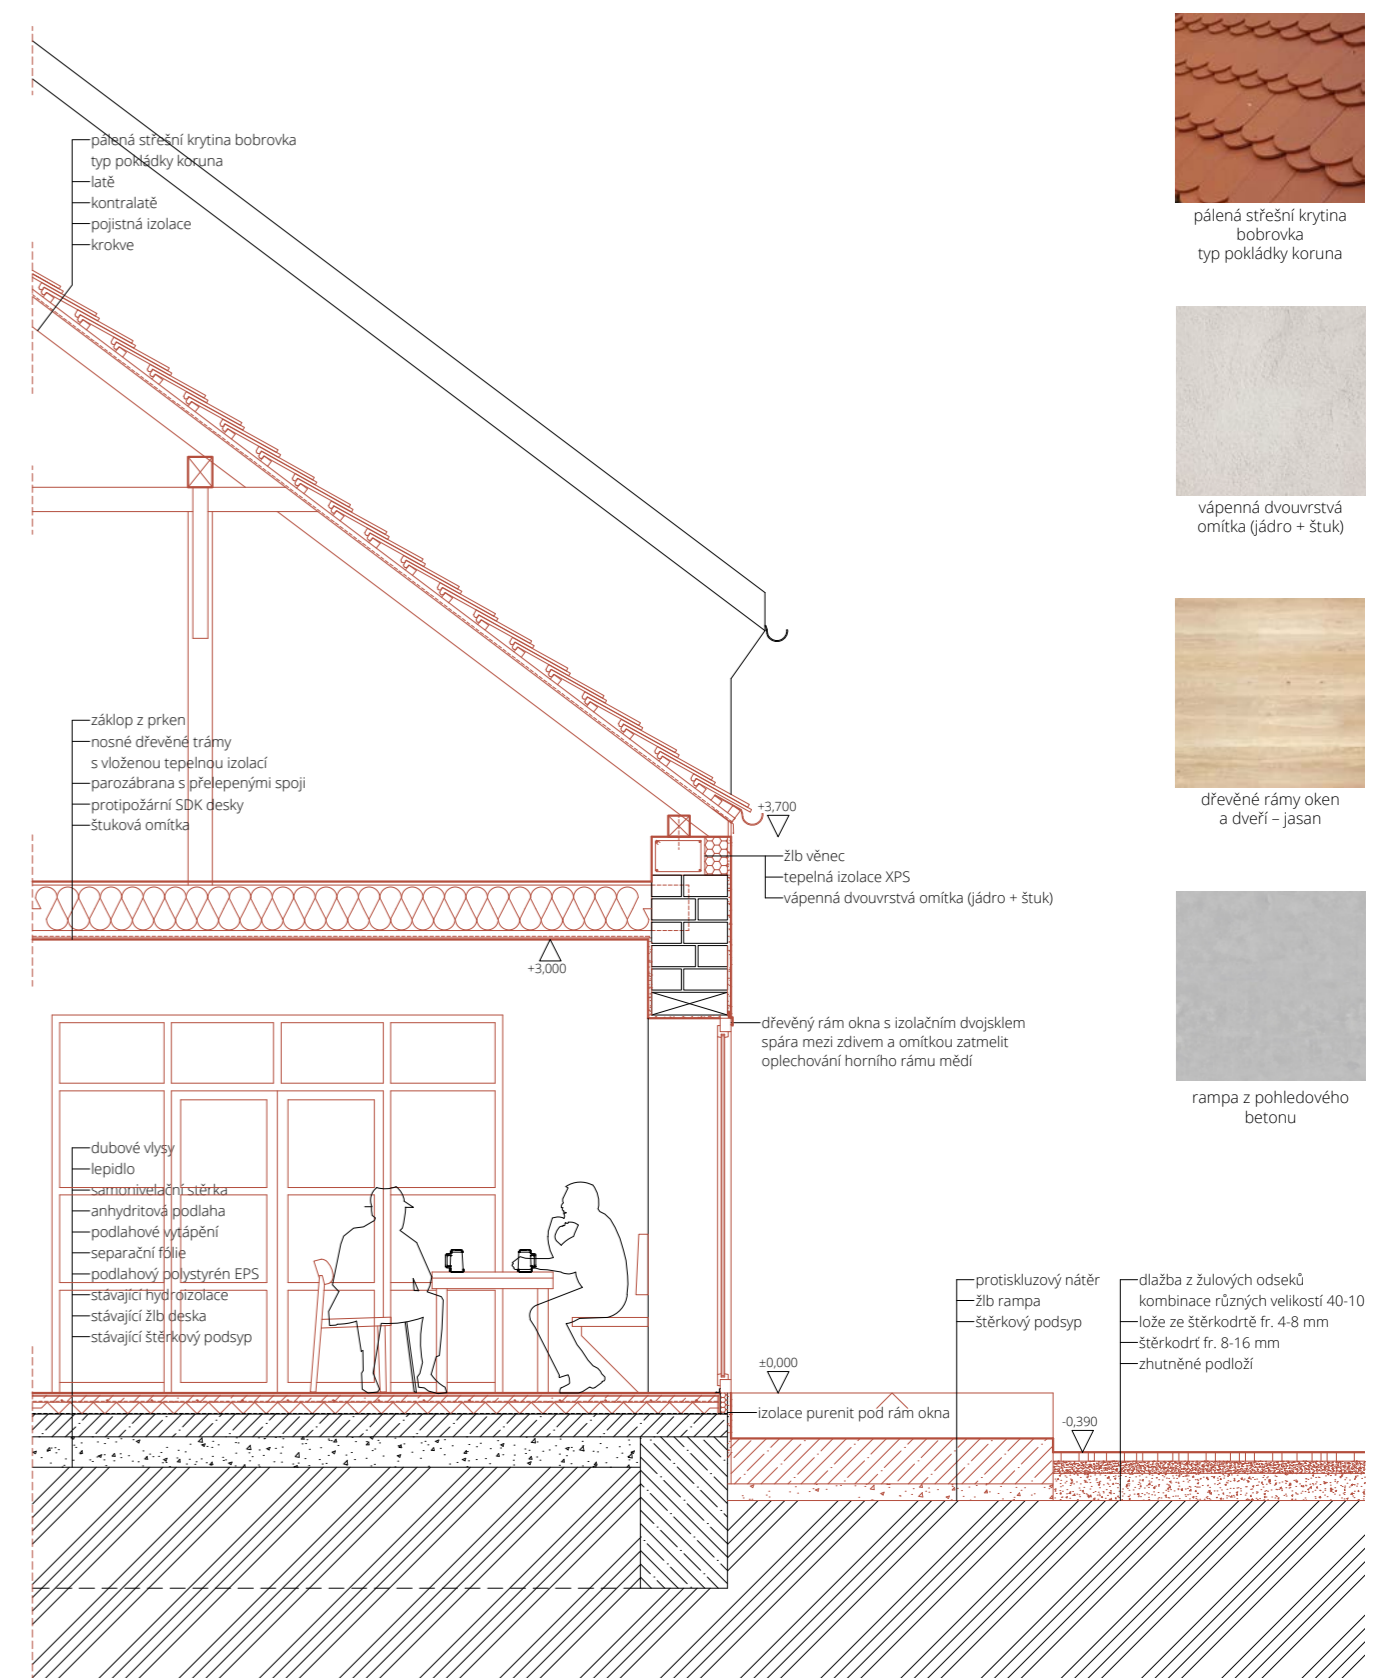 pálená střešní krytina bobrovka
typ pokládky koruna
latě
kontralatě
pojistná izolace
krokve
pálená střešní krytina
bobrovka
typ pokládky koruna
vápenná dvouvrstvá
omítka (jádro + štuk)
dřevěné rámy oken
a dveří – jasan
rampa z pohledového
betonu
záklop z prken
nosné dřevěné trámy
s vloženou tepelnou izolací
parozábrana s přelepenými spoji
protipožární SDK desky
štuková omítka
+3,700
žlb věnec
tepelná izolace XPS
vápenná dvouvrstvá omítka (jádro + štuk)
+3,000
dřevěný rám okna s izolačním dvojsklem
spára mezi zdivem a omítkou zatmelit
oplechování horního rámu mědí
dubové vlysy
lepidlo
samonivelační stěrka
anhydritová podlaha
podlahové vytápění
separační fólie
podlahový polystyrén EPS
stávající hydroizolace
stávající žlb deska
stávající štěrkový podsyp
±0,000
izolace purenit pod rám okna
protiskluzový nátěr
žlb rampa
štěrkový podsyp
dlažba z žulových odseků
kombinace různých velikostí 40-10
lože ze štěrkodrtě fr. 4-8 mm
štěrkodrť fr. 8-16 mm
zhutněné podloží
-0,390